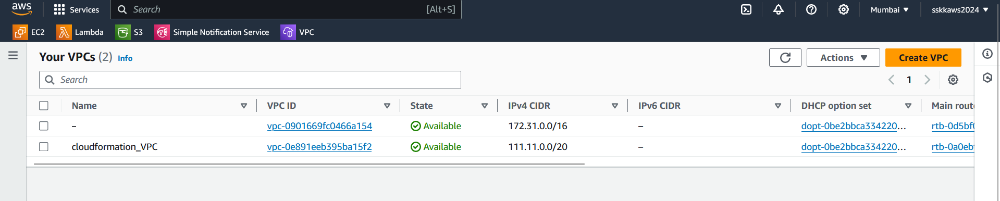 aws Services Search [Alt+S] Mumbai ▼ sskkaws2024 ▼
EC2 Lambda S3 Simple Notification Service VPC
Your VPCs (2) Info Actions ▼ Create VPC
Search 1
Name VPC ID State IPv4 CIDR IPv6 CIDR DHCP option set Main rout
– vpc-0901669fc0466a154 Available 172.31.0.0/16 – dopt-0be2bbca334220… rtb-0d5bf0
cloudformation_VPC vpc-0e891eeb395ba15f2 Available 111.11.0.0/20 – dopt-0be2bbca334220… rtb-0a0eb